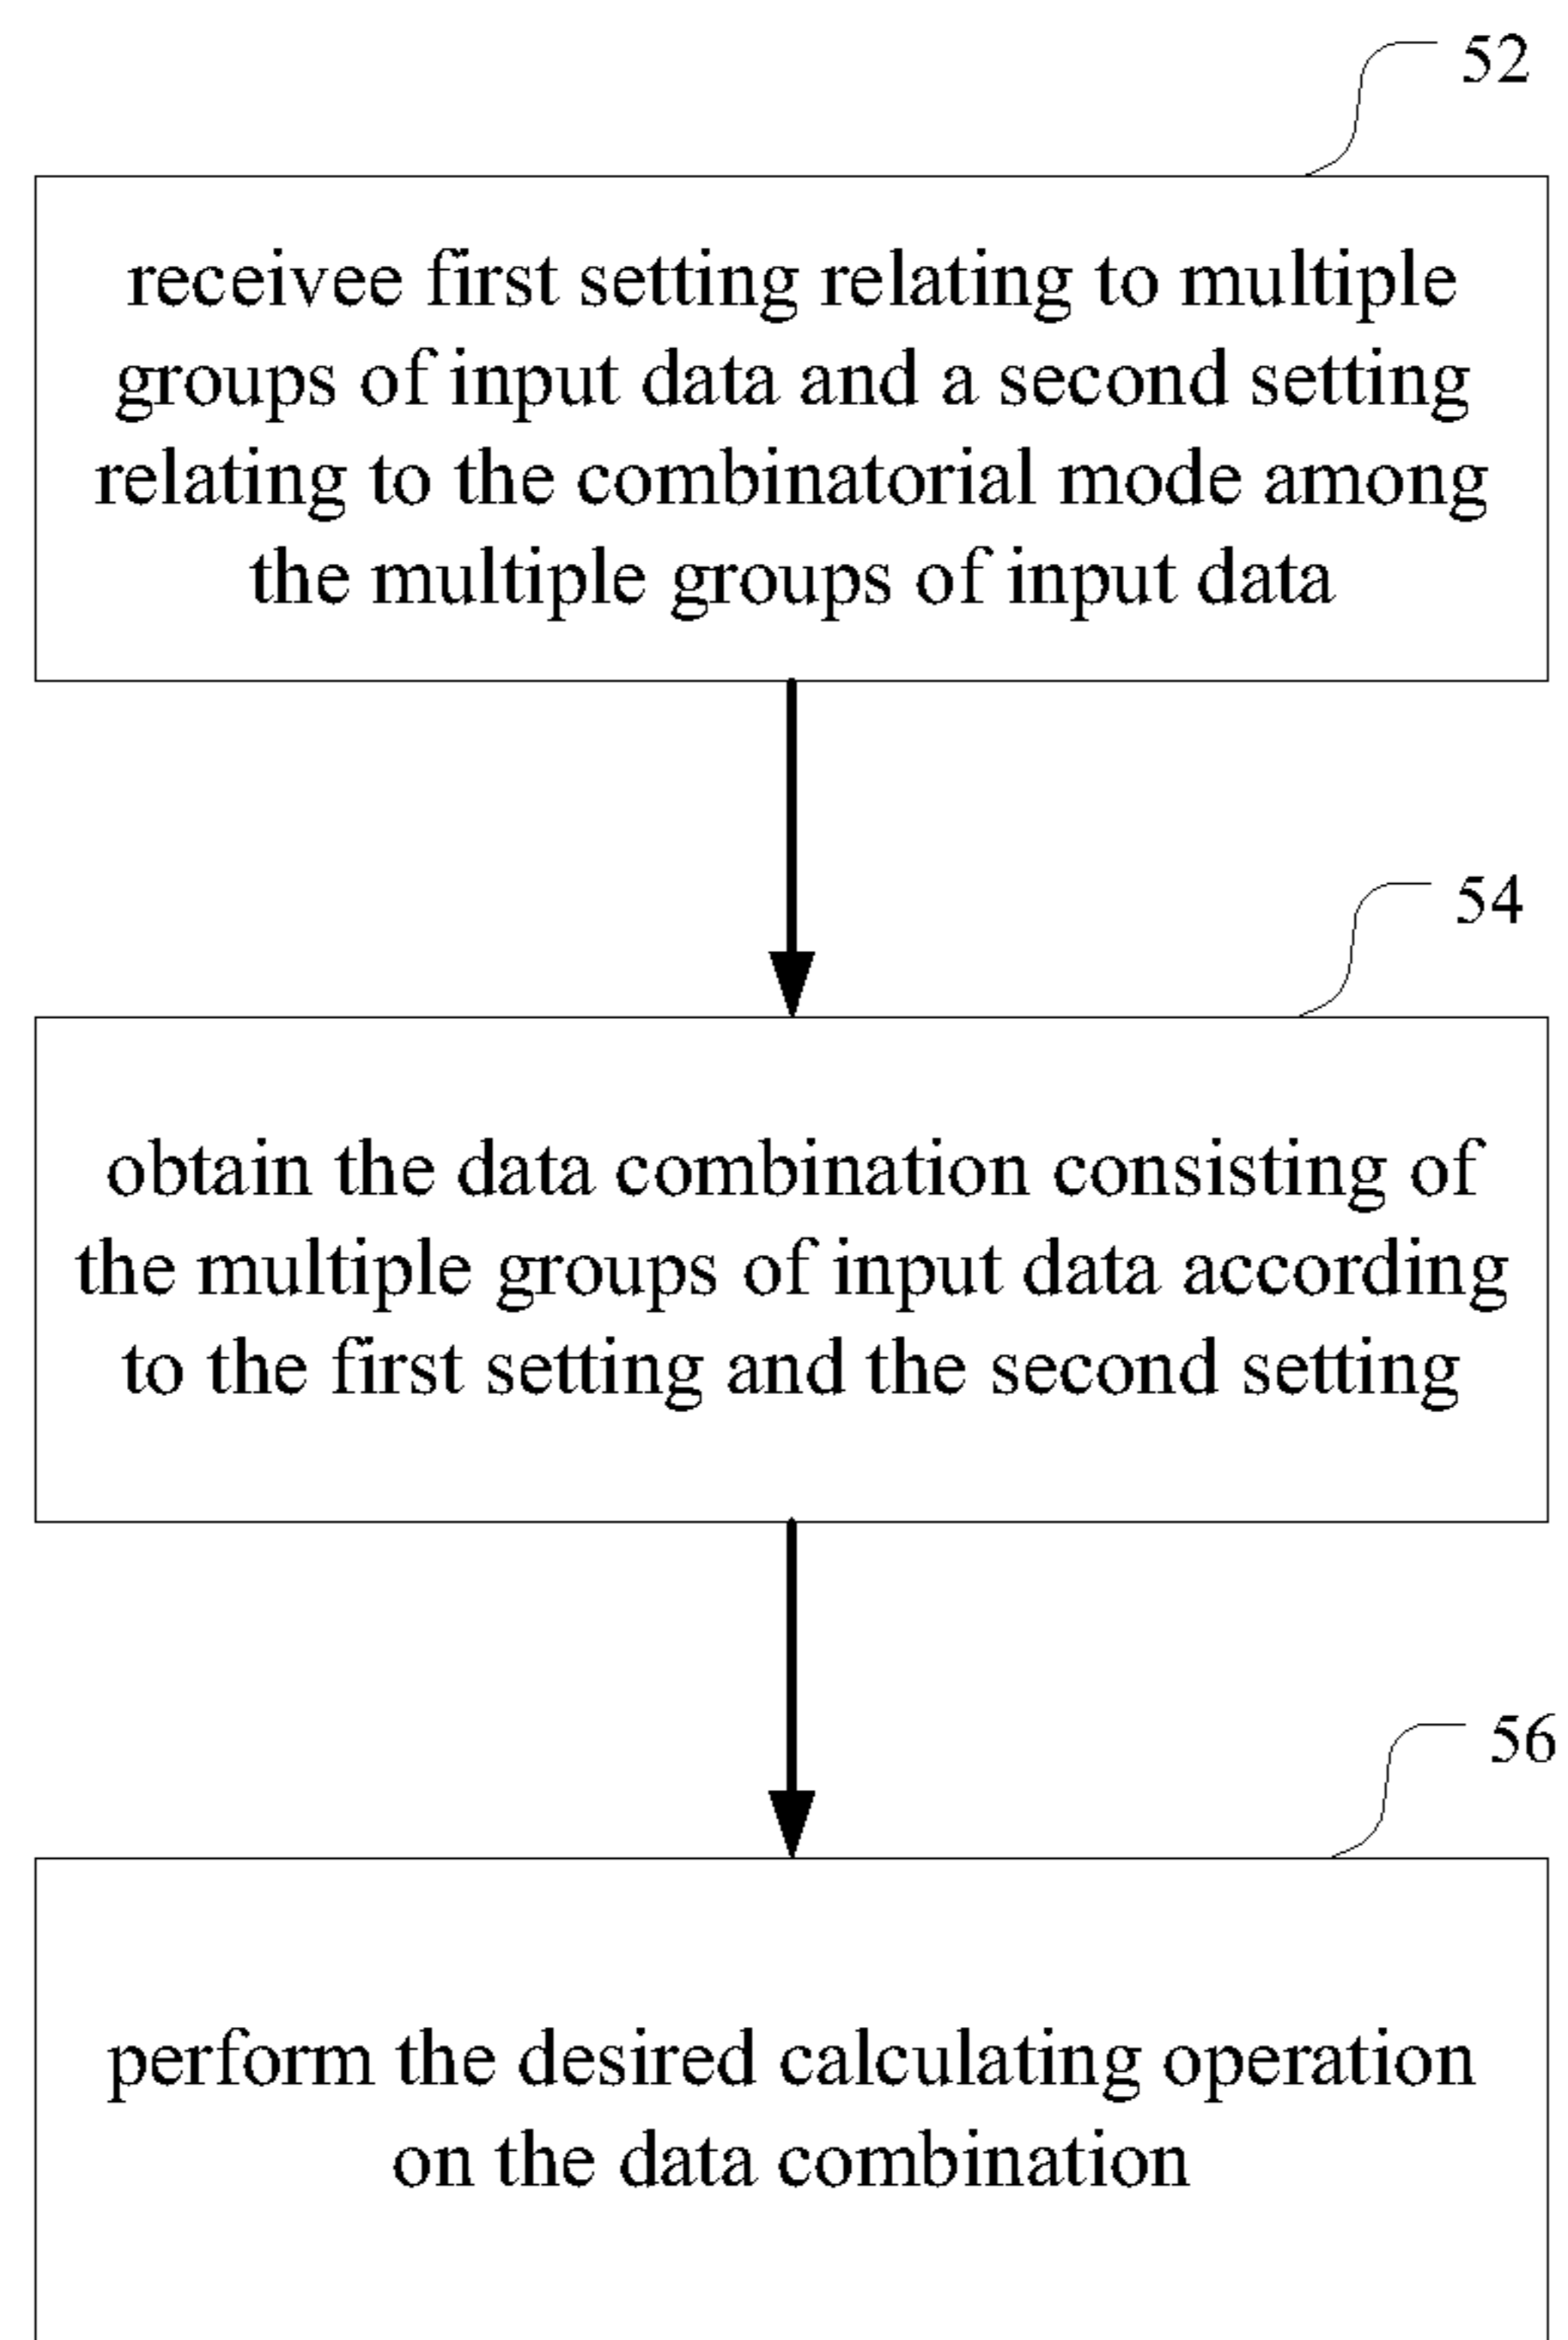 52
receivee first setting relating to multiple
groups of input data and a second setting
relating to the combinatorial mode among
the multiple groups of input data
54
obtain the data combination consisting of
the multiple groups of input data according
to the first setting and the second setting
56
perform the desired calculating operation
on the data combination